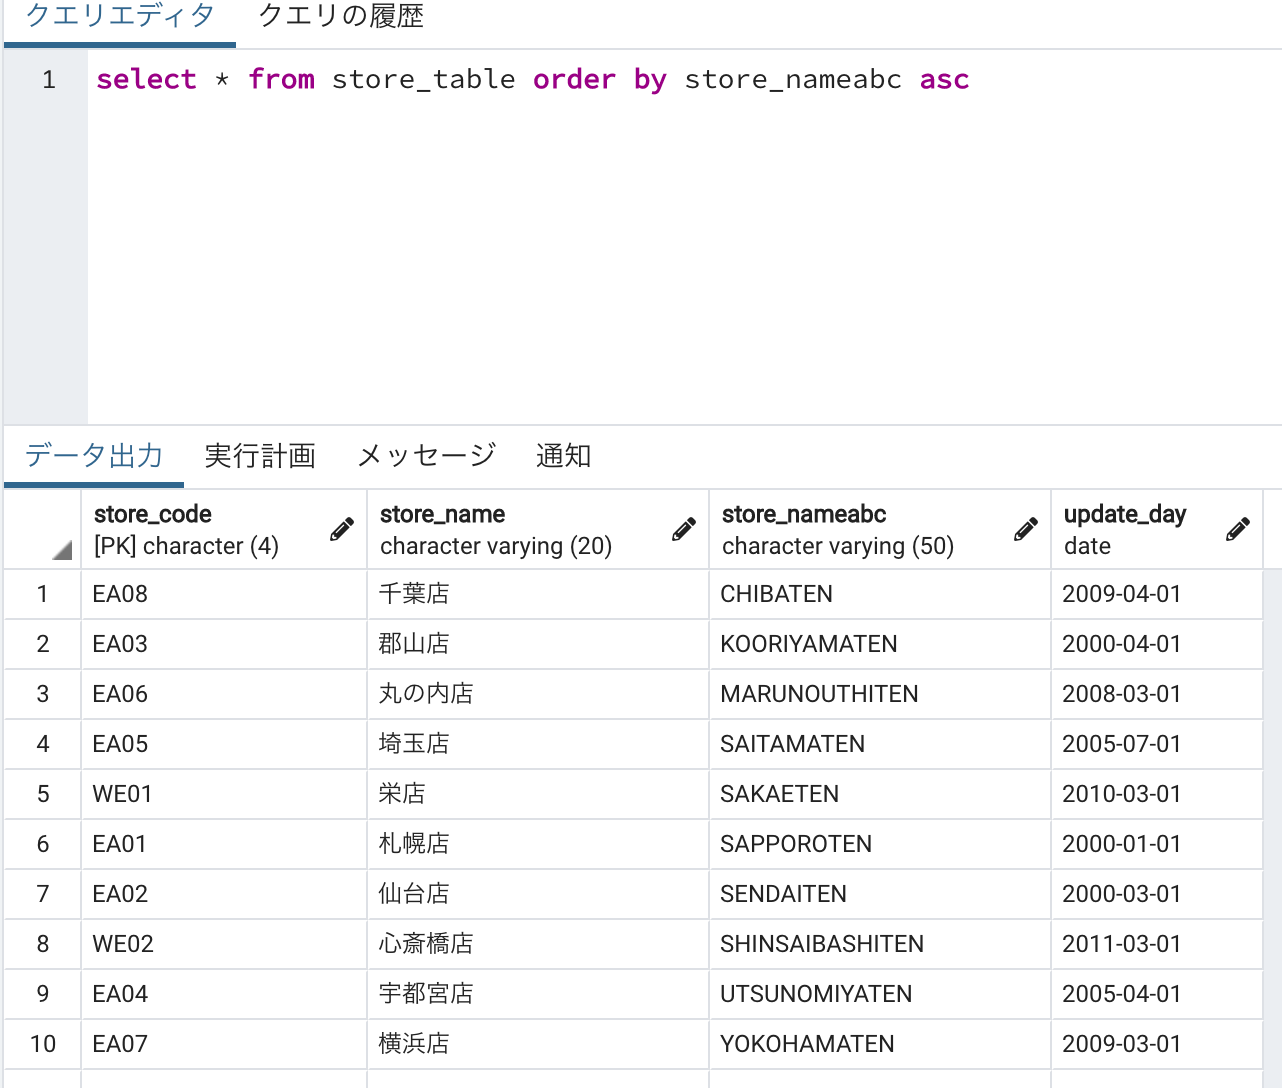 クエリエディタ クエリの履歴
1 select * from store_table order by store_nameabc asc
データ出力 実行計画 メッセージ 通知
store_code store_name store_nameabc update_day
[PK] character (4) character varying (20) character varying (50) date
1 EA08 千葉店 CHIBATEN 2009-04-01
2 EA03 郡山店 KOORIYAMATEN 2000-04-01
3 EA06 丸の内店 MARUNOUTHITEN 2008-03-01
4 EA05 埼玉店 SAITAMATEN 2005-07-01
5 WE01 栄店 SAKAETEN 2010-03-01
6 EA01 札幌店 SAPPOROTEN 2000-01-01
7 EA02 仙台店 SENDAITEN 2000-03-01
8 WE02 心斎橋店 SHINSAIBASHITEN 2011-03-01
9 EA04 宇都宮店 UTSUNOMIYATEN 2005-04-01
10 EA07 横浜店 YOKOHAMATEN 2009-03-01